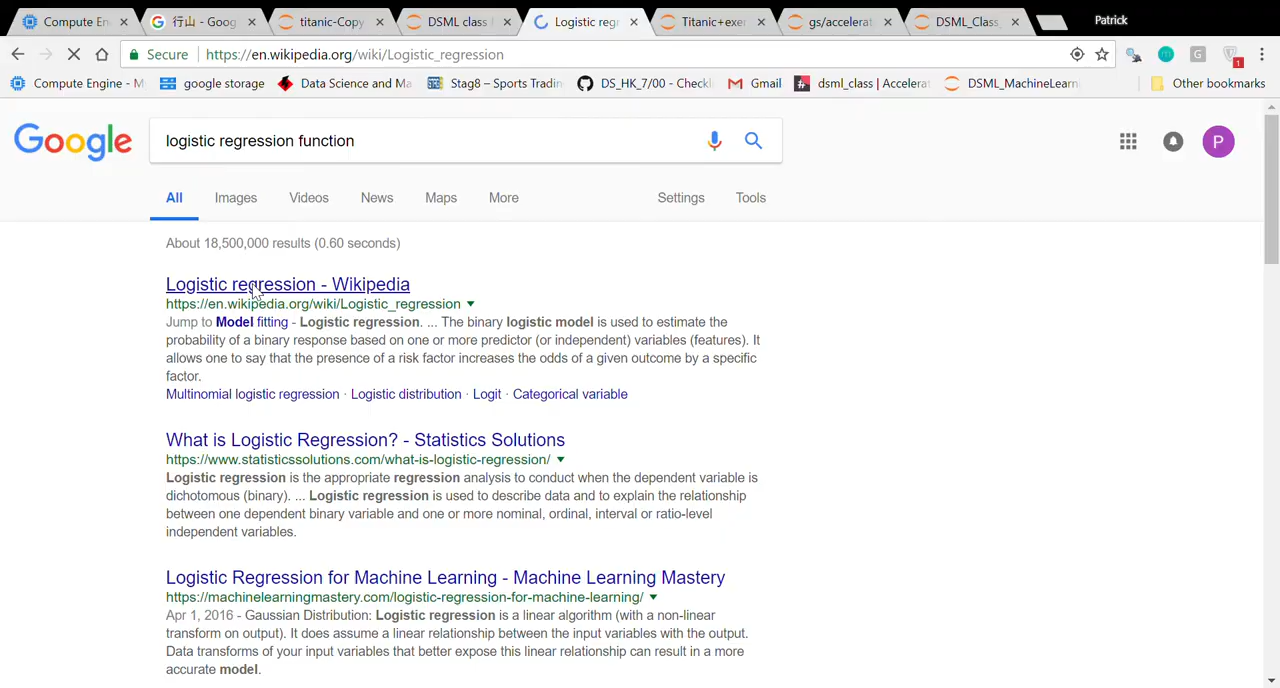 Compute En
行山 - Goog
titanic-Copy
DSML class
Logistic regr
Titanic+exer
gs/accelerat
DSML_Class
Patrick
Secure
https://en.wikipedia.org/wiki/Logistic_regression
Compute Engine - M
google storage
Data Science and Ma
Stag8 – Sports Tradin
DS_HK_7/00 - Checkl
Gmail
dsml_class | Accelerat
DSML_MachineLearn
Other bookmarks
1
Google
logistic regression function
P
All Images Videos News Maps More Settings Tools
About 18,500,000 results (0.60 seconds)
Logistic regression - Wikipedia
https://en.wikipedia.org/wiki/Logistic_regression
Jump to Model fitting - Logistic regression. ... The binary logistic model is used to estimate the
probability of a binary response based on one or more predictor (or independent) variables (features). It
allows one to say that the presence of a risk factor increases the odds of a given outcome by a specific
factor.
Multinomial logistic regression · Logistic distribution · Logit · Categorical variable
What is Logistic Regression? - Statistics Solutions
https://www.statisticssolutions.com/what-is-logistic-regression/
Logistic regression is the appropriate regression analysis to conduct when the dependent variable is
dichotomous (binary). ... Logistic regression is used to describe data and to explain the relationship
between one dependent binary variable and one or more nominal, ordinal, interval or ratio-level
independent variables.
Logistic Regression for Machine Learning - Machine Learning Mastery
https://machinelearningmastery.com/logistic-regression-for-machine-learning/
Apr 1, 2016 - Gaussian Distribution: Logistic regression is a linear algorithm (with a non-linear
transform on output). It does assume a linear relationship between the input variables with the output.
Data transforms of your input variables that better expose this linear relationship can result in a more
accurate model.